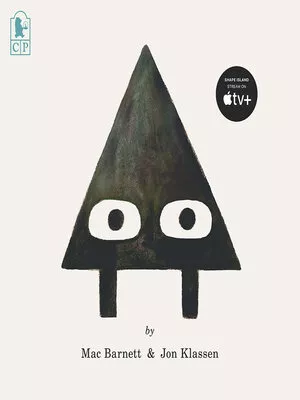 CP
SHAPE ISLAND
STREAM ON
tv+
by
Mac Barnett & Jon Klassen